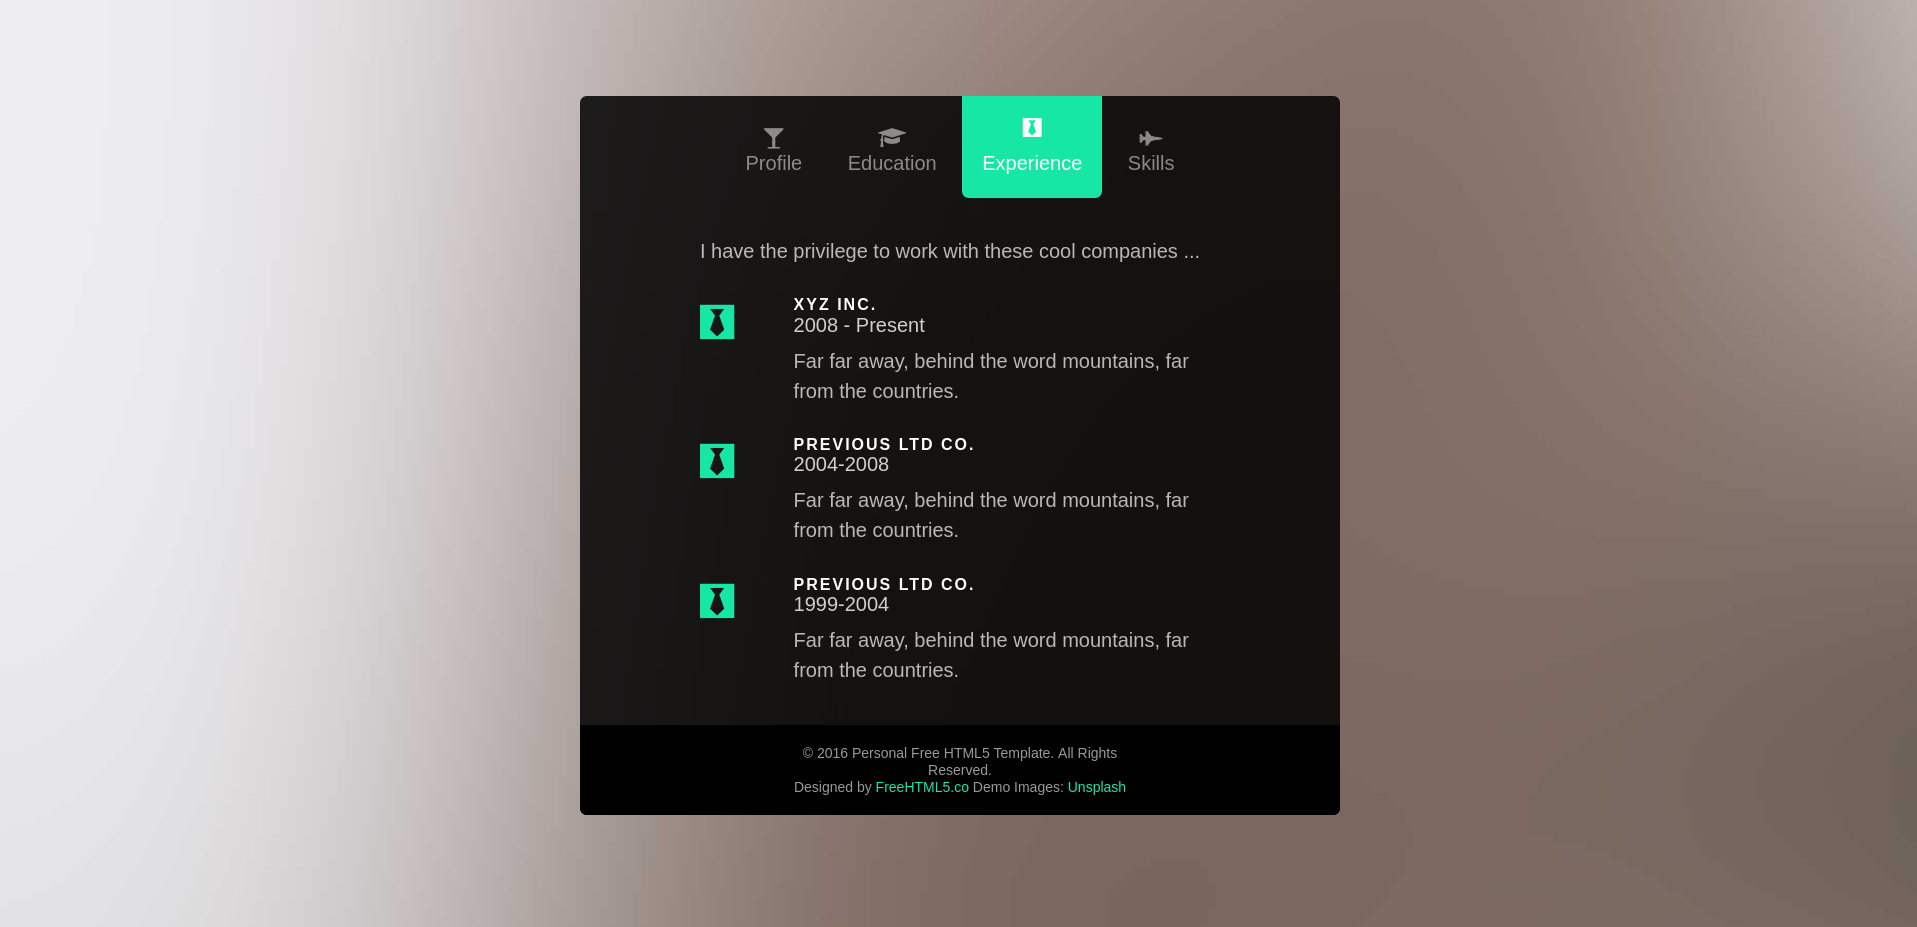 Profile
Education
Experience
Skills
I have the privilege to work with these cool companies ...
XYZ INC.
2008 - Present
Far far away, behind the word mountains, far
from the countries.
PREVIOUS LTD CO.
2004-2008
Far far away, behind the word mountains, far
from the countries.
PREVIOUS LTD CO.
1999-2004
Far far away, behind the word mountains, far
from the countries.
© 2016 Personal Free HTML5 Template. All Rights
Reserved.
Designed by FreeHTML5.co Demo Images: Unsplash